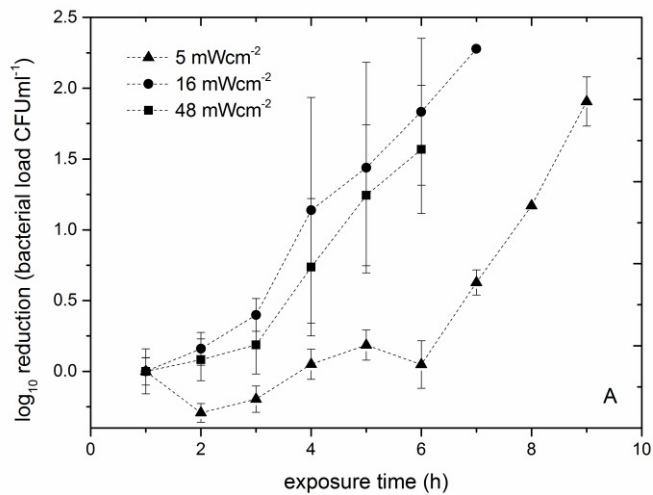 2.5
2.0
1.5
1.0
0.5
0.0
log₁₀ reduction (bacterial load CFUml⁻¹)
5 mWcm⁻²
16 mWcm⁻²
48 mWcm⁻²
A
0 2 4 6 8 10
exposure time (h)